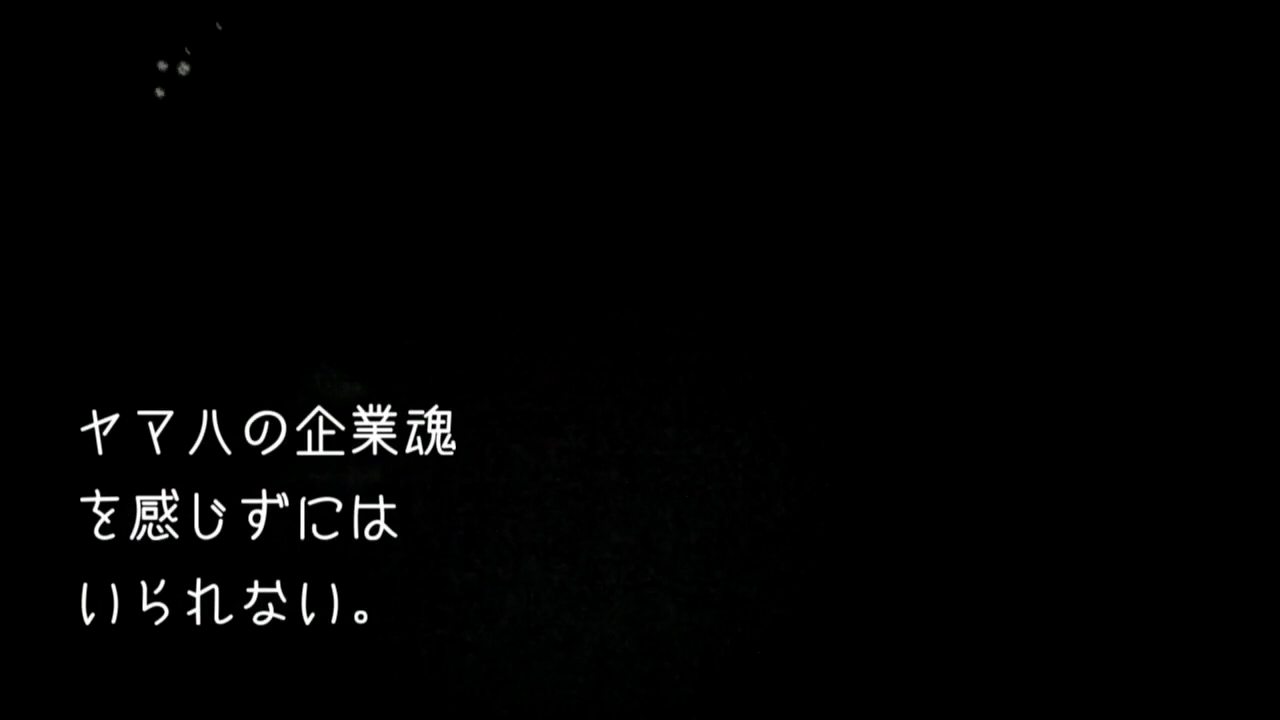 ヤマハの企業魂
を感じずには
いられない。